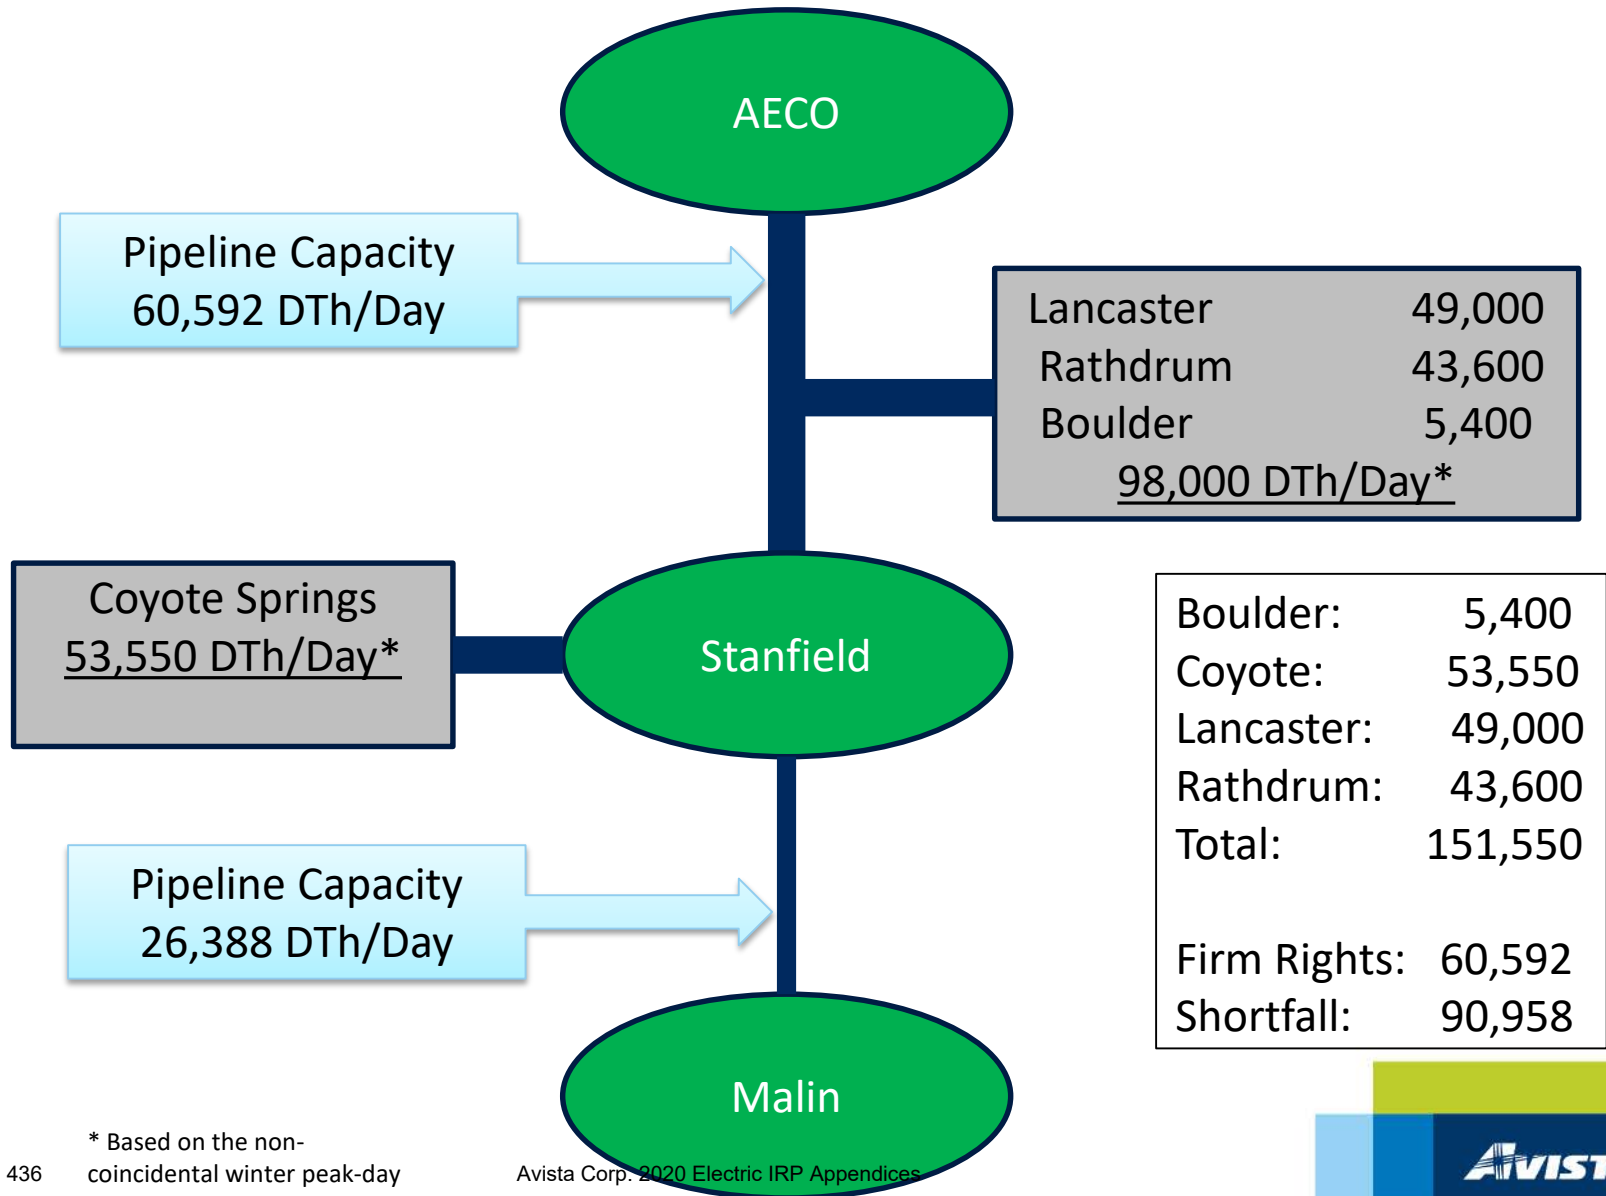 AECO
Pipeline Capacity
60,592 DTh/Day
Lancaster 49,000
Rathdrum 43,600
Boulder 5,400
98,000 DTh/Day*
Coyote Springs
53,550 DTh/Day*
Stanfield
Boulder: 5,400
Coyote: 53,550
Lancaster: 49,000
Rathdrum: 43,600
Total: 151,550
Firm Rights: 60,592
Shortfall: 90,958
Pipeline Capacity
26,388 DTh/Day
Malin
* Based on the non-
coincidental winter peak-day
436
Avista Corp. 2020 Electric IRP Appendices
AVIST